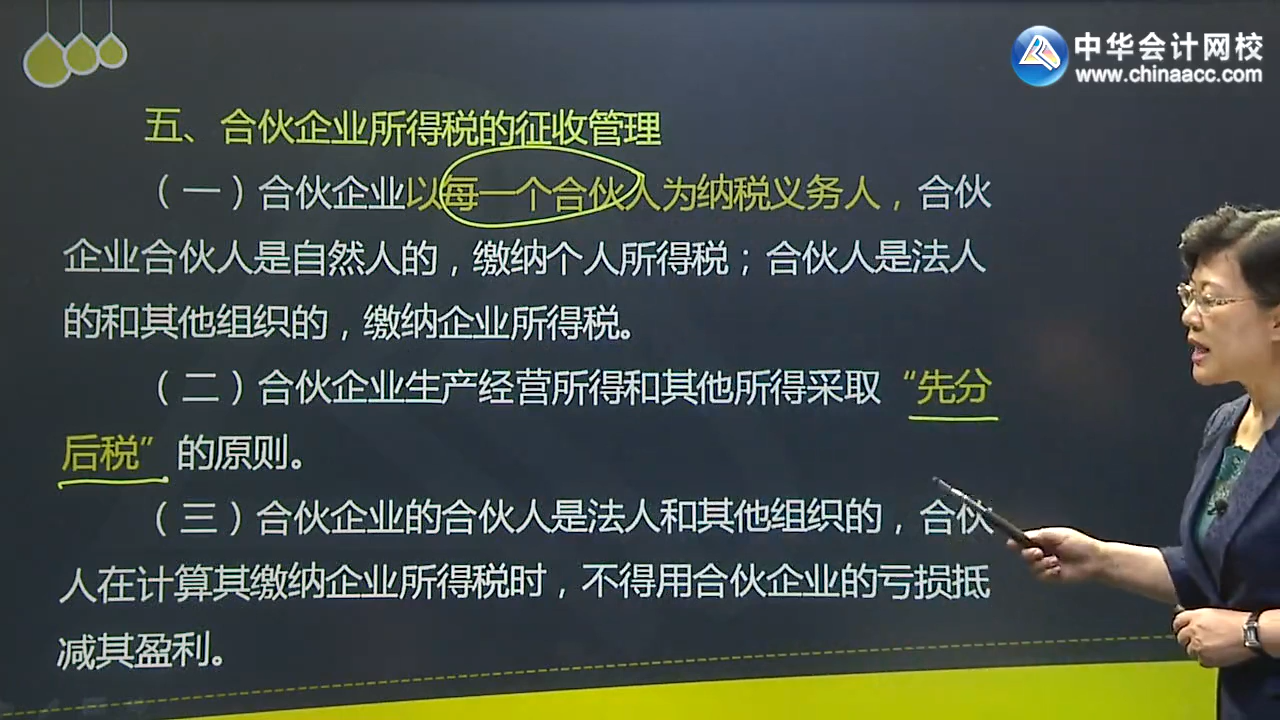 中华会计网校
www.chinaacc.com
五、合伙企业所得税的征收管理
（一）合伙企业以每一个合伙人为纳税义务人，合伙
企业合伙人是自然人的，缴纳个人所得税；合伙人是法人
的和其他组织的，缴纳企业所得税。
（二）合伙企业生产经营所得和其他所得采取“先分
后税”的原则。
（三）合伙企业的合伙人是法人和其他组织的，合伙
人在计算其缴纳企业所得税时，不得用合伙企业的亏损抵
减其盈利。